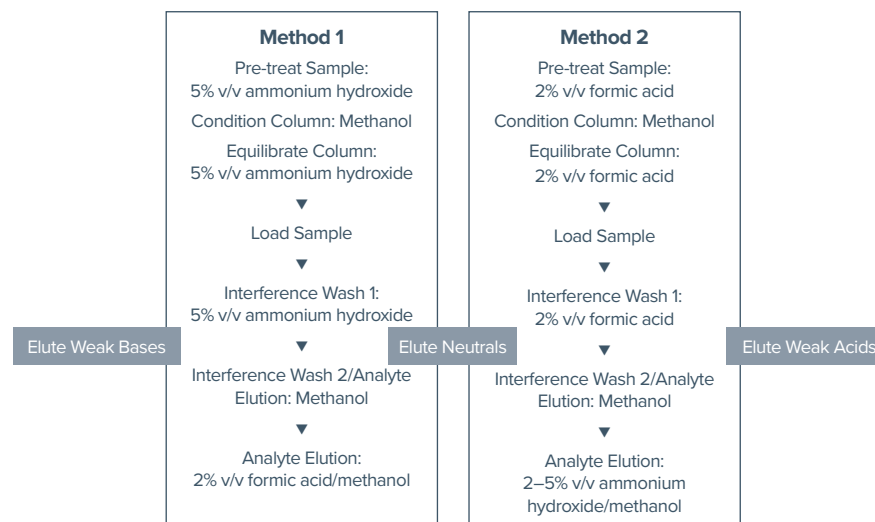 Method 1
Pre-treat Sample:
5% v/v ammonium hydroxide
Condition Column: Methanol
Equilibrate Column:
5% v/v ammonium hydroxide
Load Sample
Interference Wash 1:
5% v/v ammonium hydroxide
Interference Wash 2/Analyte
Elution: Methanol
Analyte Elution:
2% v/v formic acid/methanol
Method 2
Pre-treat Sample:
2% v/v formic acid
Condition Column: Methanol
Equilibrate Column:
2% v/v formic acid
Load Sample
Interference Wash 1:
2% v/v formic acid
Interference Wash 2/Analyte
Elution: Methanol
Analyte Elution:
2–5% v/v ammonium
hydroxide/methanol
Elute Weak Bases
Elute Neutrals
Elute Weak Acids